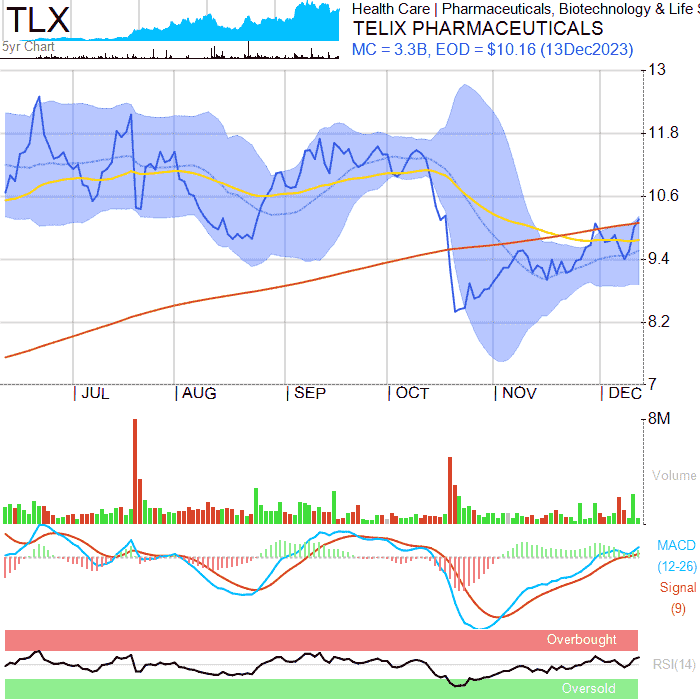 TLX
Health Care | Pharmaceuticals, Biotechnology & Life S
TELIX PHARMACEUTICALS
5yr Chart
MC = 3.3B, EOD = $10.16 (13Dec2023)
13
11.8
10.6
9.4
8.2
7
| JUL | AUG | SEP | OCT | NOV | DEC
8M
Volume
MACD
(12-26)
Signal
(9)
Overbought
RSI(14)
Oversold